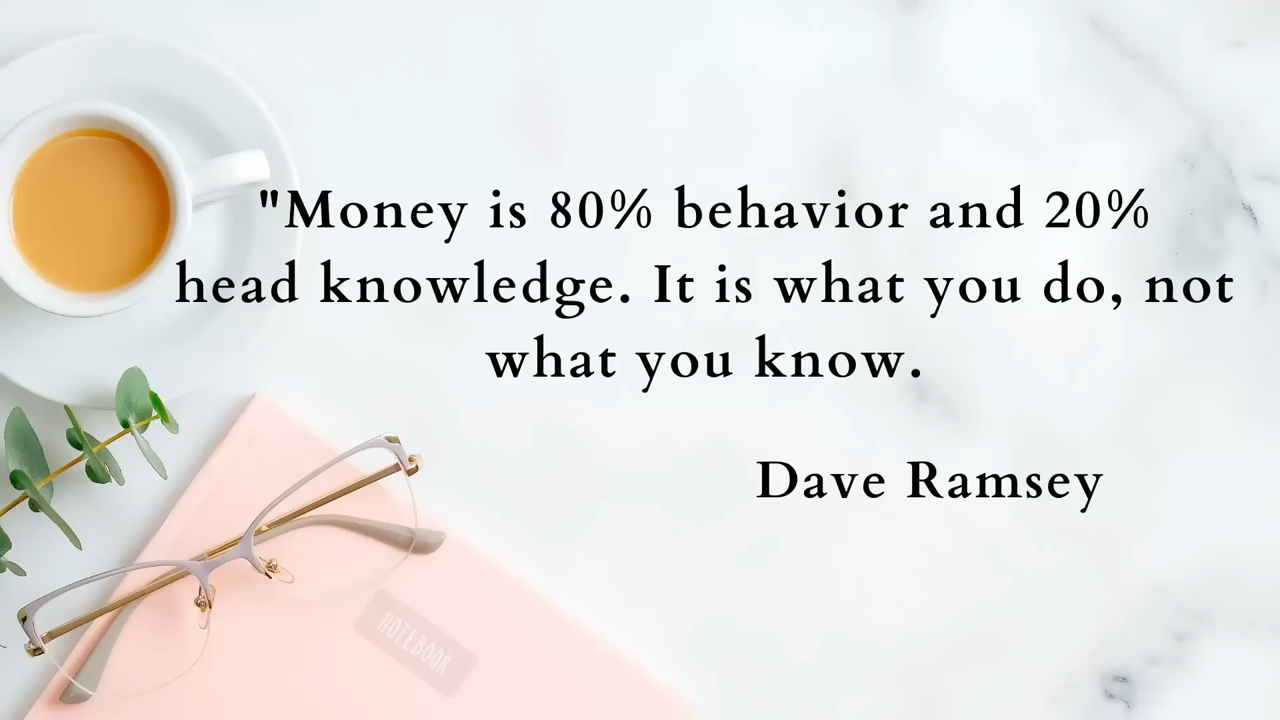 "Money is 80% behavior and 20%
head knowledge. It is what you do, not
what you know.
Dave Ramsey
NOTEBOOK